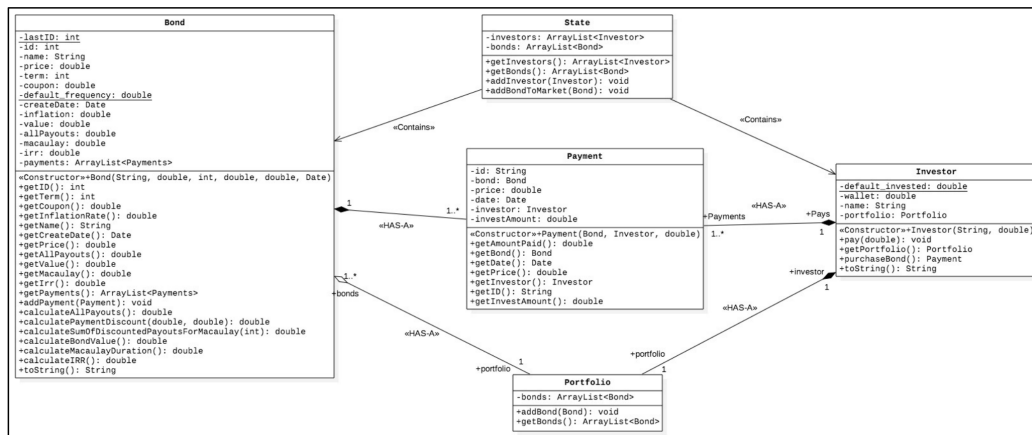 Bond
-lastID: int
-id: int
-name: String
-price: double
-term: int
-coupon: double
-default_frequency: double
-createDate: Date
-inflation: double
-value: double
-allPayouts: double
-macaulay: double
-irr: double
-payments: ArrayList<Payments>
«Constructor»+Bond(String, double, int, double, double, Date)
+getID(): int
+getTerm(): int
+getCoupon(): double
+getInflationRate(): double
+getName(): String
+getCreateDate(): Date
+getPrice(): double
+getAllPayouts(): double
+getValue(): double
+getMacaulay(): double
+getIrr(): double
+getPayments(): ArrayList<Payments>
+addPayment(Payment): void
+calculateAllPayouts(): double
+calculatePaymentDiscount(double, double): double
+calculateSumOfDiscountedPayoutsForMacaulay(int): double
+calculateBondValue(): double
+calculateMacaulayDuration(): double
+calculateIRR(): double
+toString(): String
State
-investors: ArrayList<Investor>
-bonds: ArrayList<Bond>
+getInvestors(): ArrayList<Investor>
+getBonds(): ArrayList<Bond>
+addInvestor(Investor): void
+addBondToMarket(Bond): void
«Contains»
«Contains»
Payment
-id: String
-bond: Bond
-price: double
-date: Date
-investor: Investor
-investAmount: double
«Constructor»+Payment(Bond, Investor, double)
+getAmountPaid(): double
+getBond(): Bond
+getDate(): Date
+getPrice(): double
+getInvestor(): Investor
+getID(): String
+getInvestAmount(): double
Investor
-default_invested: double
-wallet: double
-name: String
-portfolio: Portfolio
«Constructor»+Investor(String, double)
+pay(double): void
+getPortfolio(): Portfolio
+purchaseBond(): Payment
+toString(): String
1
1..*
«HAS-A»
«HAS-A»
+Payments
+Pays
1..*
1
1..*
+bonds
+investor
1
«HAS-A»
«HAS-A»
+portfolio
1
+portfolio
1
Portfolio
-bonds: ArrayList<Bond>
+addBond(Bond): void
+getBonds(): ArrayList<Bond>